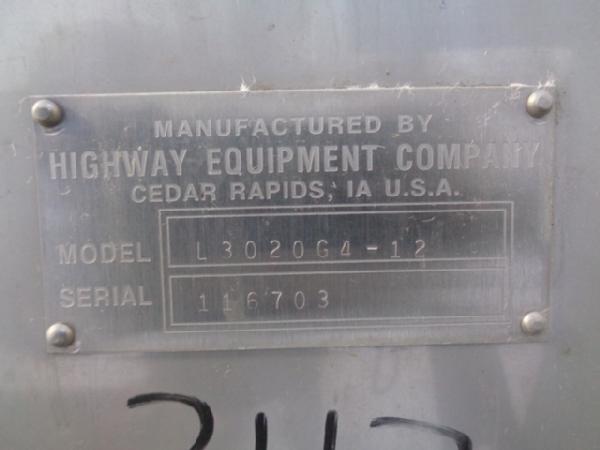 MANUFACTURED BY
HIGHWAY EQUIPMENT COMPANY
CEDAR RAPIDS, IA U.S.A.
MODEL L3020G4-12
SERIAL 116703